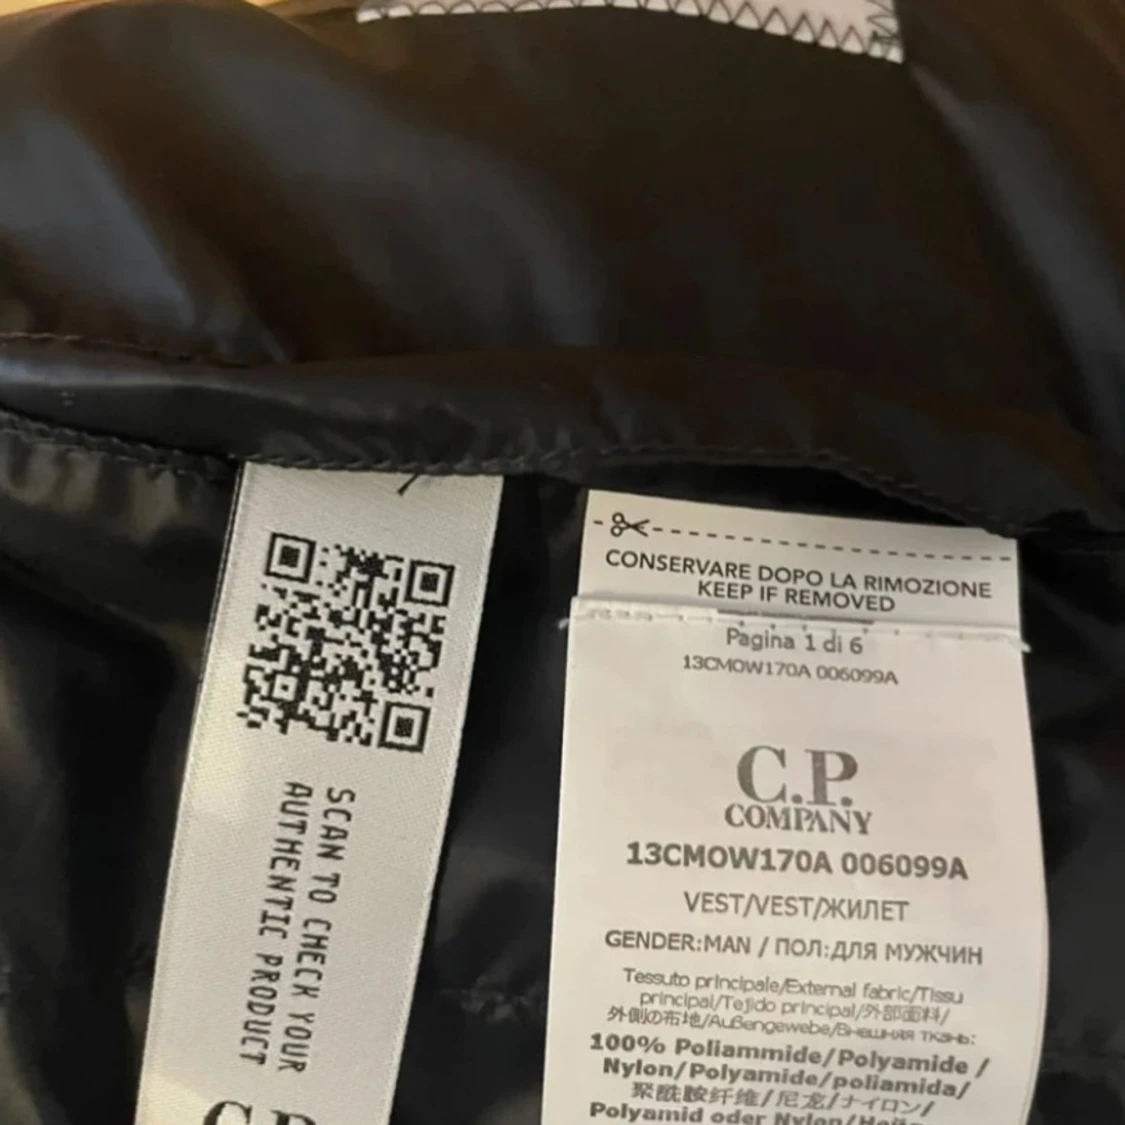 SCAN TO CHECK YOUR
AUTHENTIC PRODUCT
CONSERVARE DOPO LA RIMOZIONE
KEEP IF REMOVED
Pagina 1 di 6
13CMOW170A 006099A
C.P.
COMPANY
13CMOW170A 006099A
VEST/VEST/ЖИЛЕТ
GENDER:MAN / ПОЛ:ДЛЯ МУЖЧИН
Tessuto principale/External fabric/Tissu
principal/Tejido principal/外部面料/
外側の布地/Außengewebe/Внешняя ткань:
100% Poliammide/Polyamide /
Nylon/Polyamide/poliamida/
聚酰胺纤维/尼龙/ナイロン/
Polyamid oder Nylon/